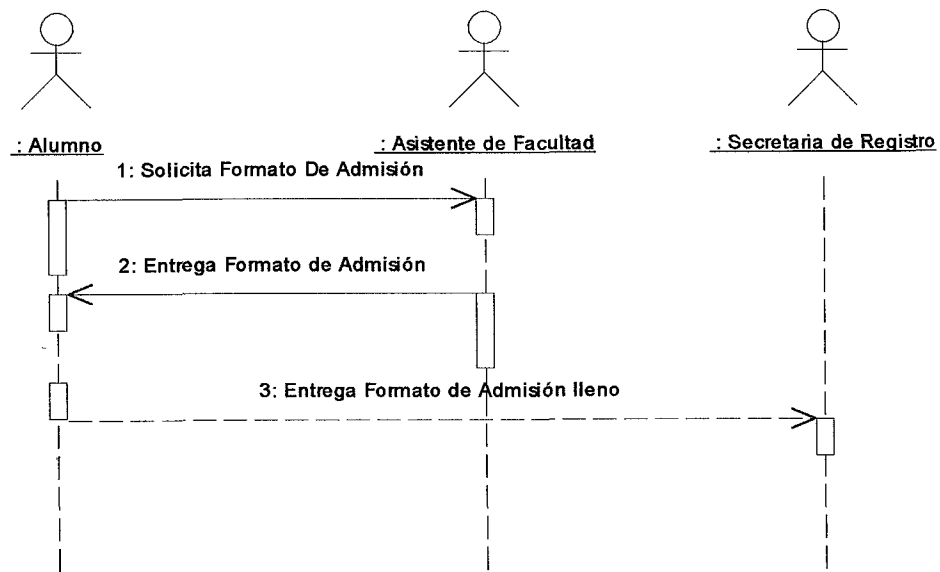 : Alumno
: Asistente de Facultad
: Secretaria de Registro
1: Solicita Formato De Admisión
2: Entrega Formato de Admisión
3: Entrega Formato de Admisión lleno